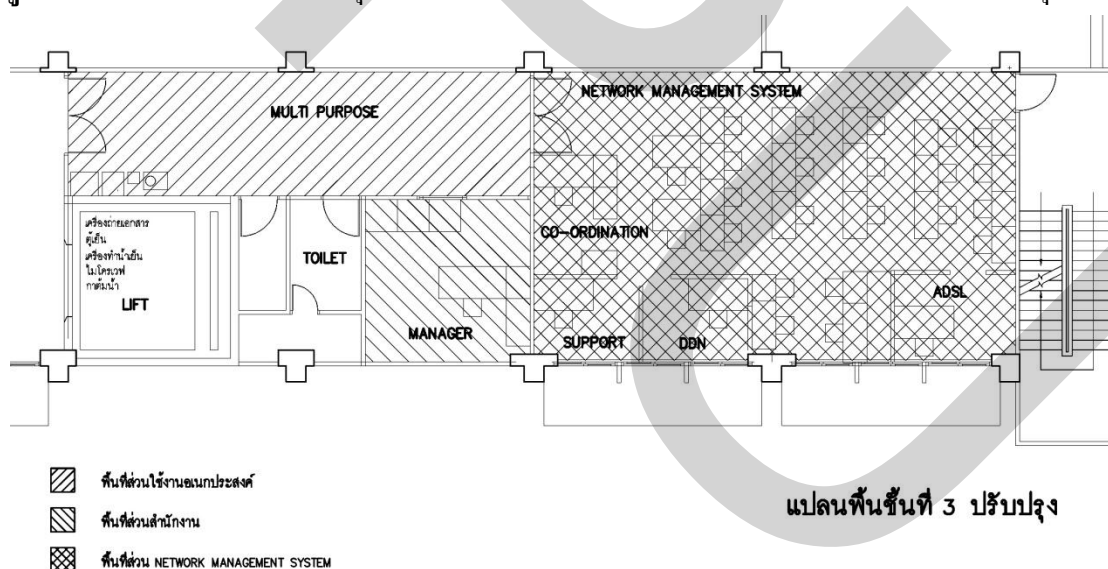 MULTI PURPOSE
NETWORK MANAGEMENT SYSTEM
เครื่องถ่ายเอกสาร
ตู้เย็น
เครื่องทำน้ำเย็น
ไมโครเวฟ
กาต้มน้ำ
LIFT
TOILET
MANAGER
CO-ORDINATION
SUPPORT
DDN
ADSL
พื้นที่ส่วนใช้งานอเนกประสงค์
พื้นที่ส่วนสำนักงาน
พื้นที่ส่วน NETWORK MANAGEMENT SYSTEM
แปลนพื้นชั้นที่ 3 ปรับปรุง